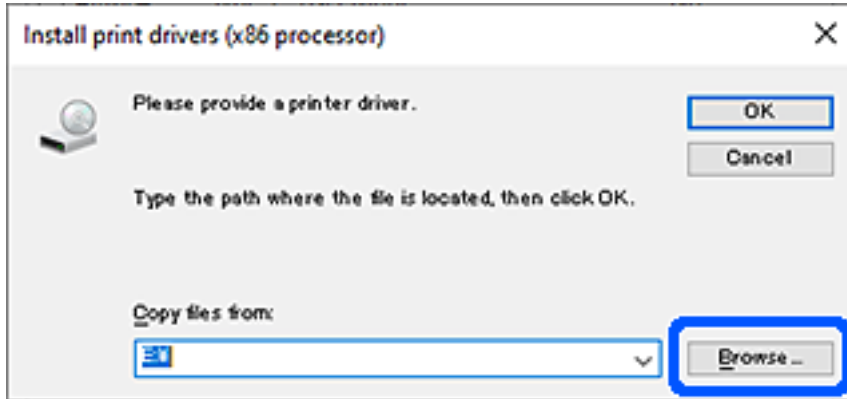 Install print drivers (x86 processor)
Please provide a printer driver.
OK
Cancel
Type the path where the file is located, then click OK.
Copy files from:
Browse...